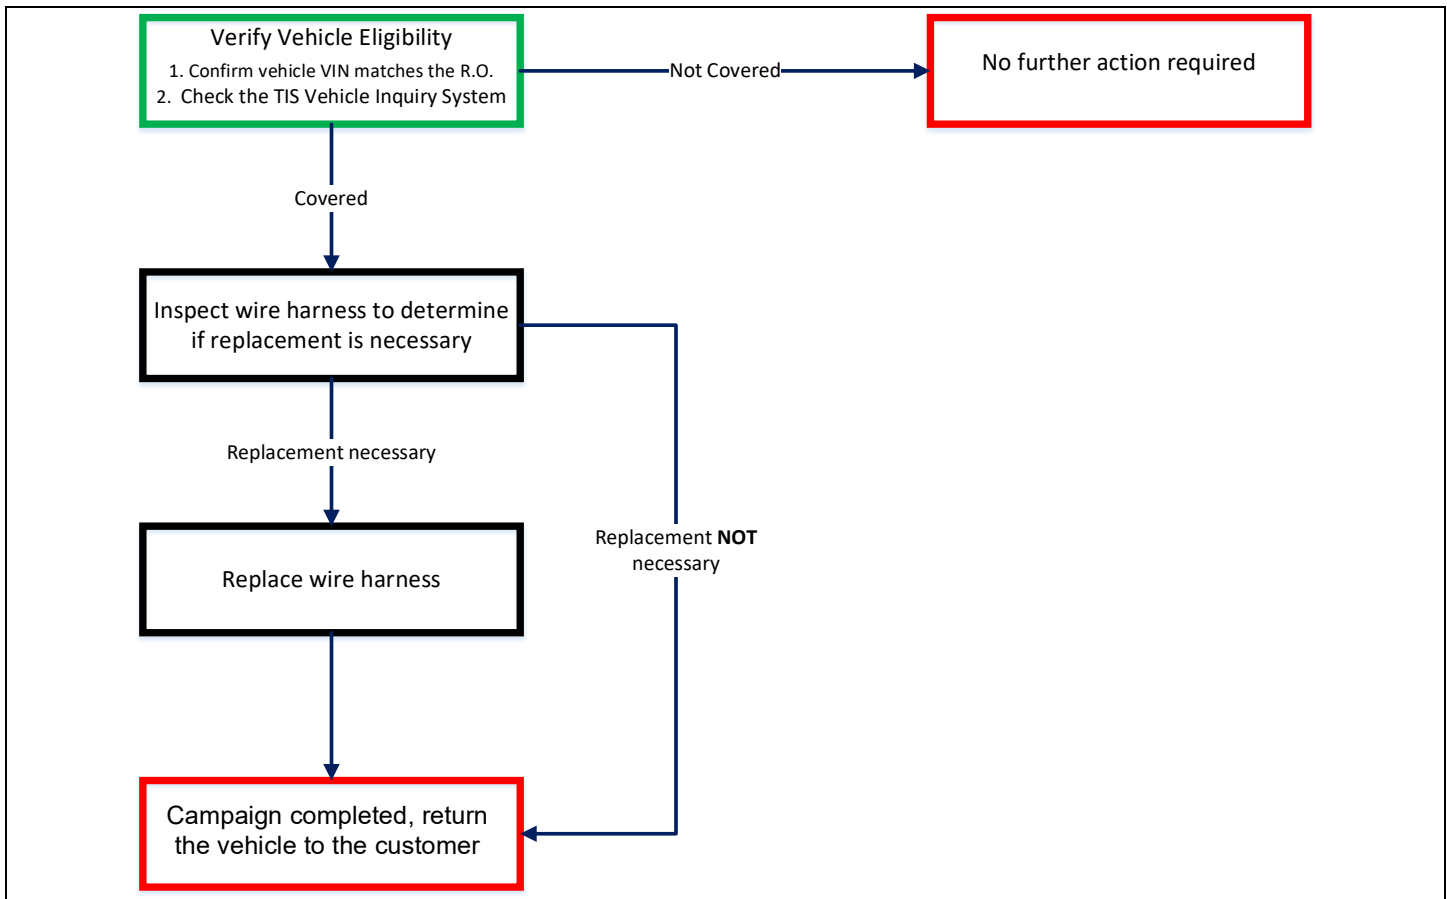 Verify Vehicle Eligibility
1. Confirm vehicle VIN matches the R.O.
2. Check the TIS Vehicle Inquiry System
Not Covered
No further action required
Covered
Inspect wire harness to determine
if replacement is necessary
Replacement necessary
Replacement NOT
necessary
Replace wire harness
Campaign completed, return
the vehicle to the customer